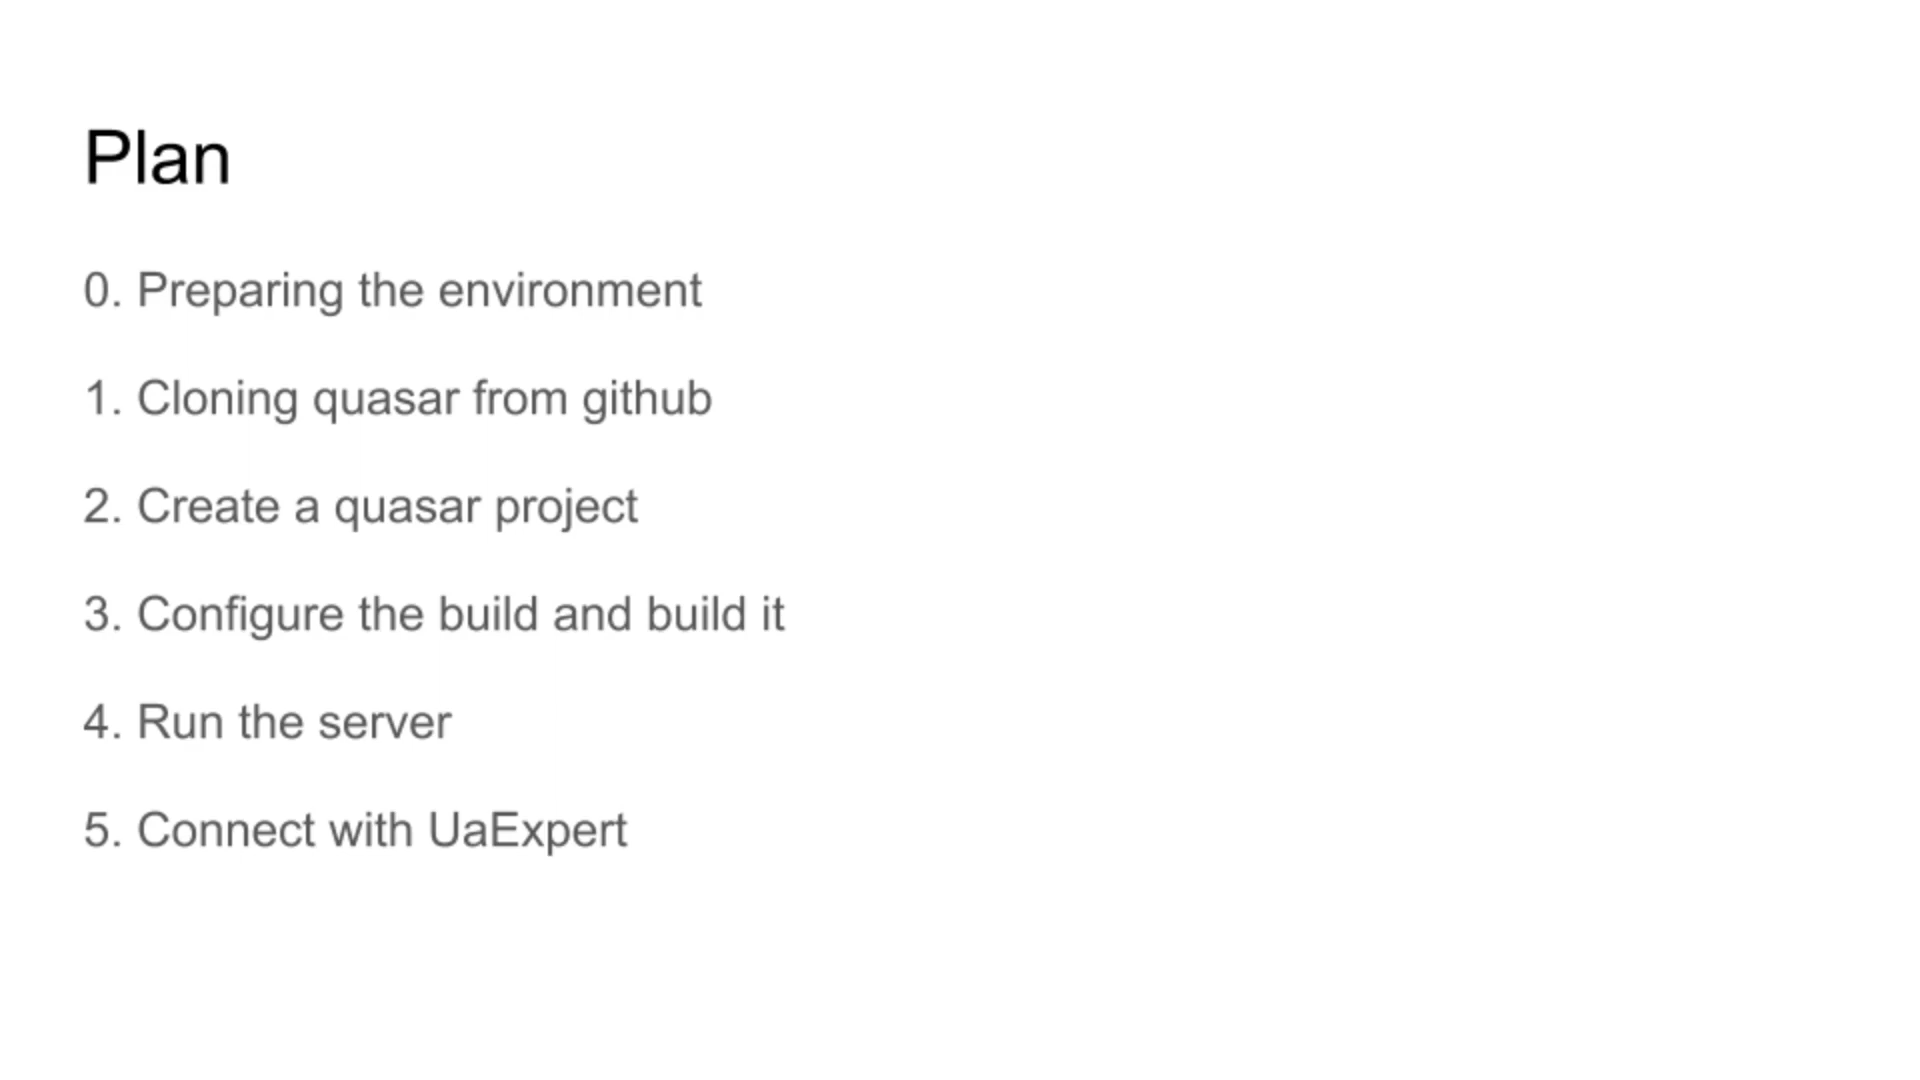 Plan
0. Preparing the environment
1. Cloning quasar from github
2. Create a quasar project
3. Configure the build and build it
4. Run the server
5. Connect with UaExpert